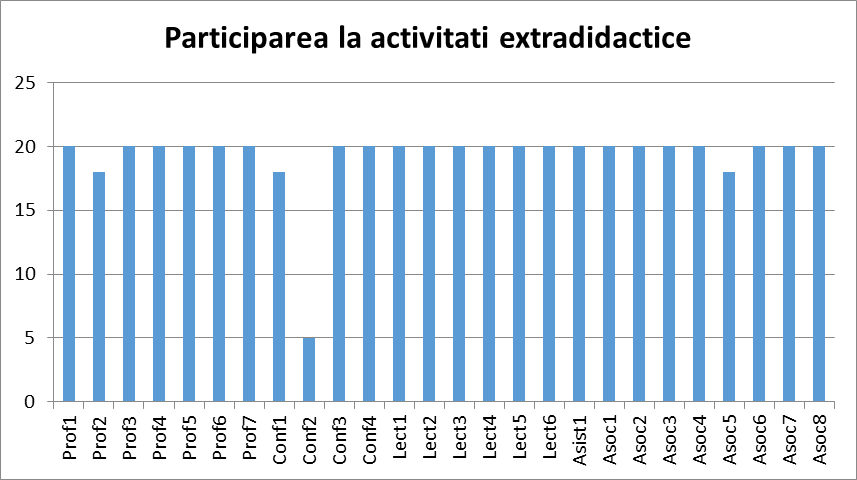 Participarea la activitati extradidactice
25
20
15
10
5
0
Prof1
Prof2
Prof3
Prof4
Prof5
Prof6
Prof7
Conf1
Conf2
Conf3
Conf4
Lect1
Lect2
Lect3
Lect4
Lect5
Lect6
Asist1
Asoc1
Asoc2
Asoc3
Asoc4
Asoc5
Asoc6
Asoc7
Asoc8